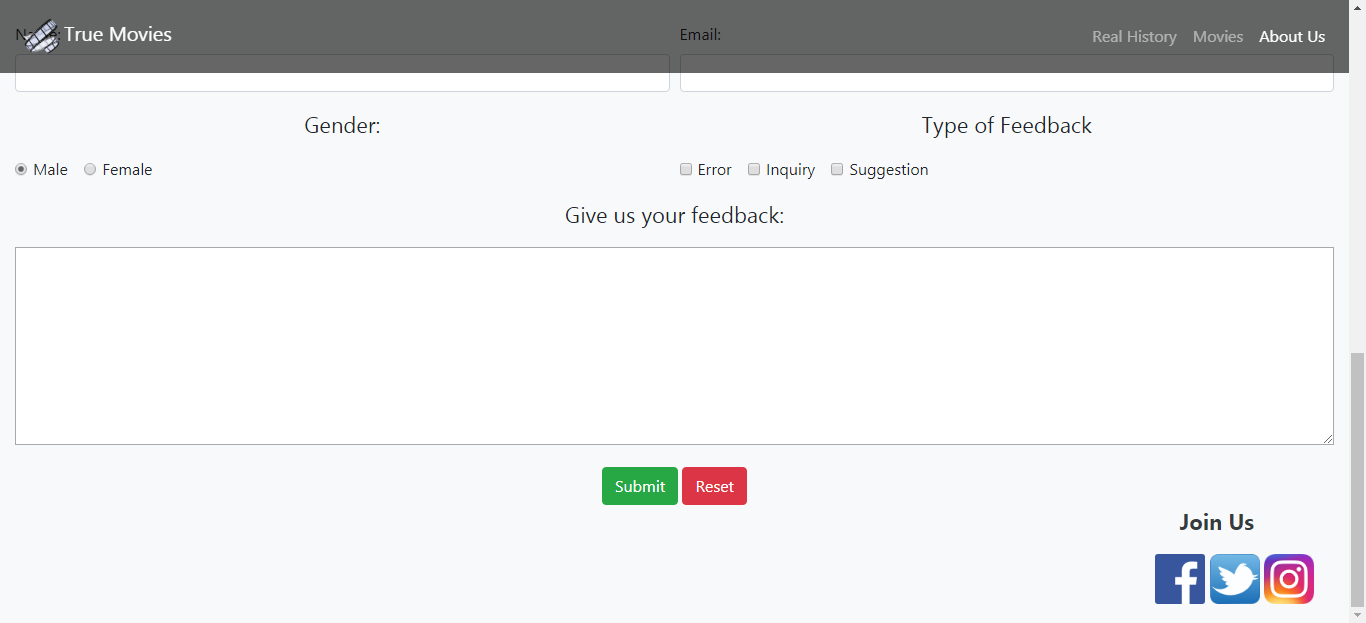 True Movies
Real History Movies About Us
Name: Email:
Gender: Type of Feedback
Male Female Error Inquiry Suggestion
Give us your feedback:
Submit Reset
Join Us